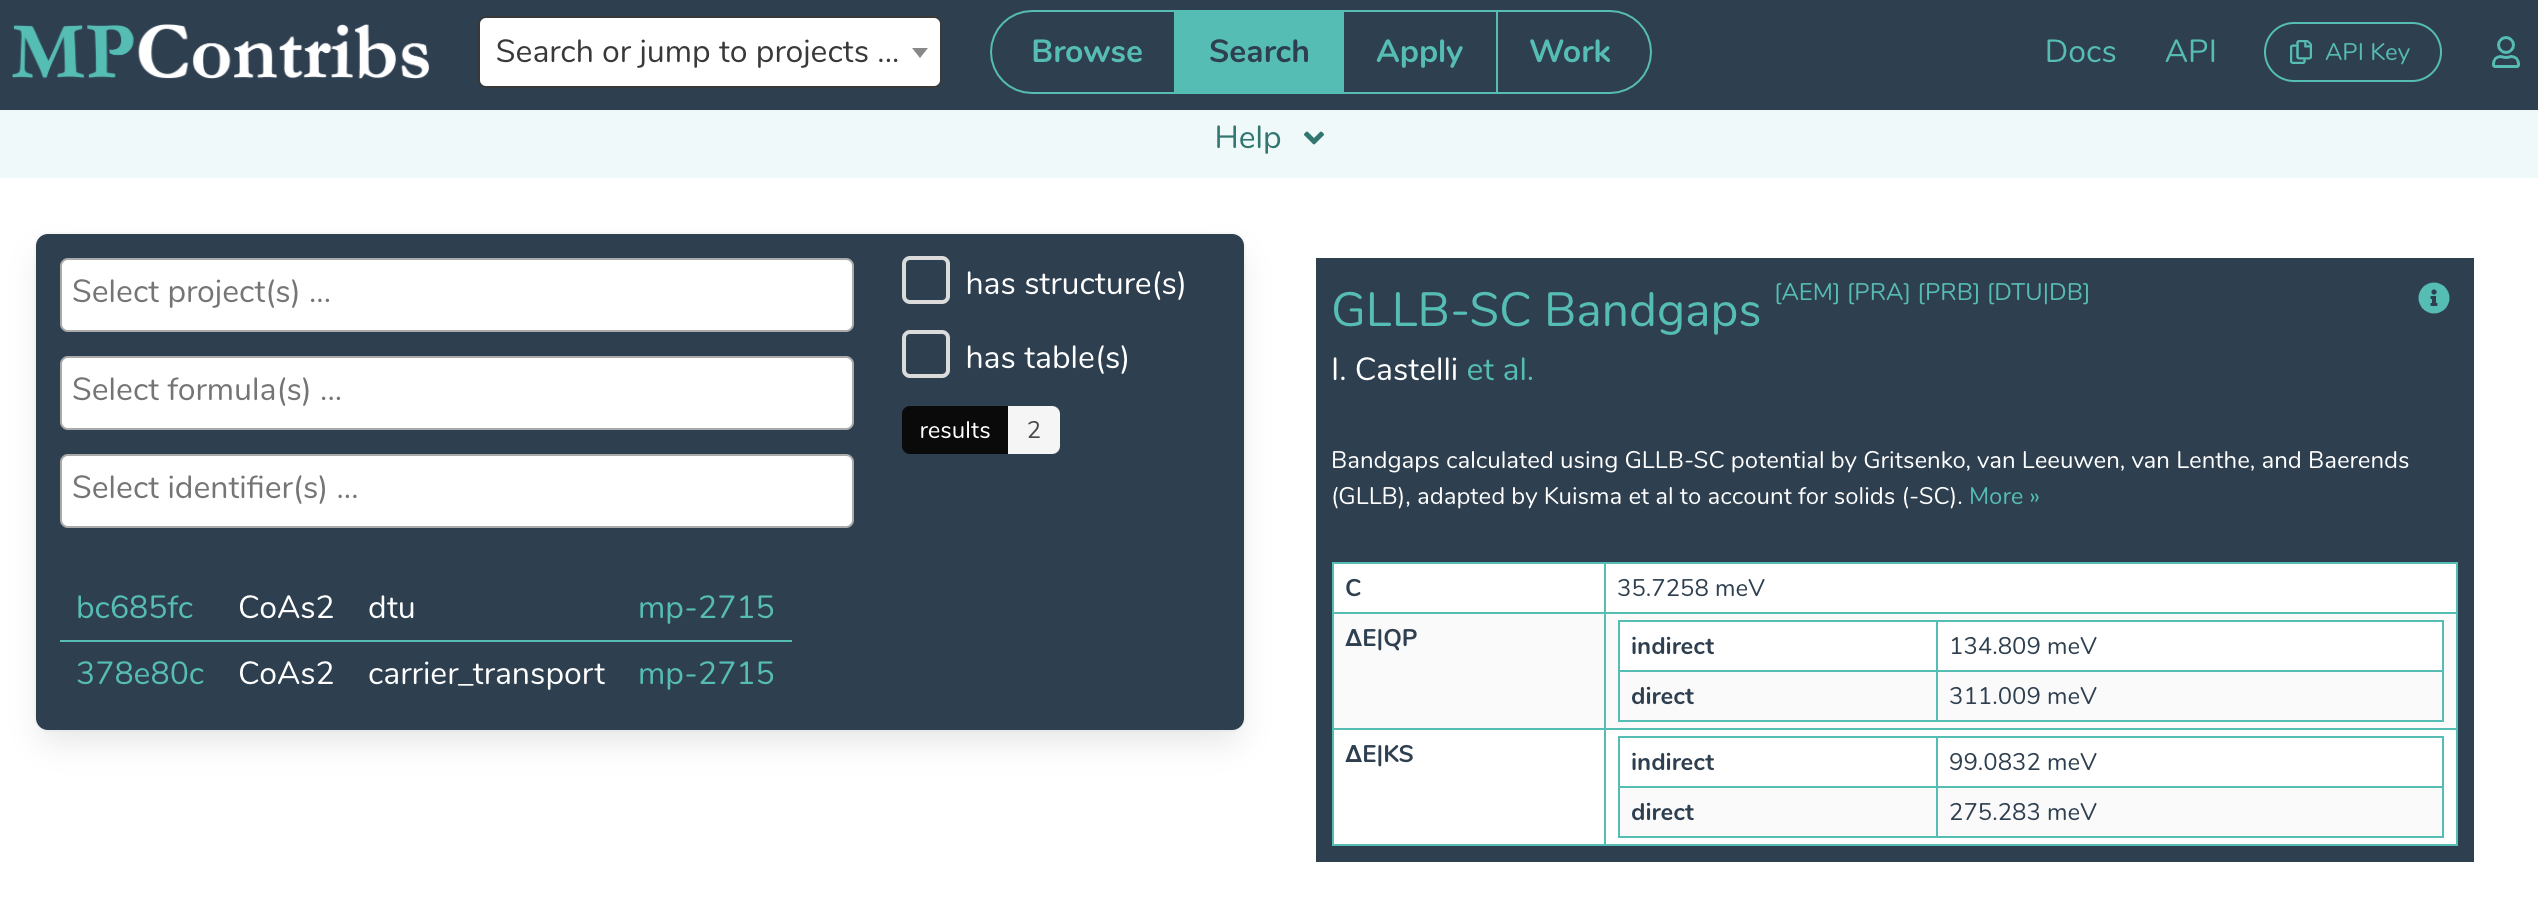 MPContribs
Search or jump to projects ...
Browse
Search
Apply
Work
Docs
API
API Key
Help
Select project(s) ...
Select formula(s) ...
Select identifier(s) ...
has structure(s)
has table(s)
results 2
bc685fc CoAs2 dtu mp-2715
378e80c CoAs2 carrier_transport mp-2715
GLLB-SC Bandgaps [AEM] [PRA] [PRB] [DTU|DB]
I. Castelli et al.
Bandgaps calculated using GLLB-SC potential by Gritsenko, van Leeuwen, van Lenthe, and Baerends
(GLLB), adapted by Kuisma et al to account for solids (-SC). More »
C 35.7258 meV
ΔE|QP
indirect 134.809 meV
direct 311.009 meV
ΔE|KS
indirect 99.0832 meV
direct 275.283 meV